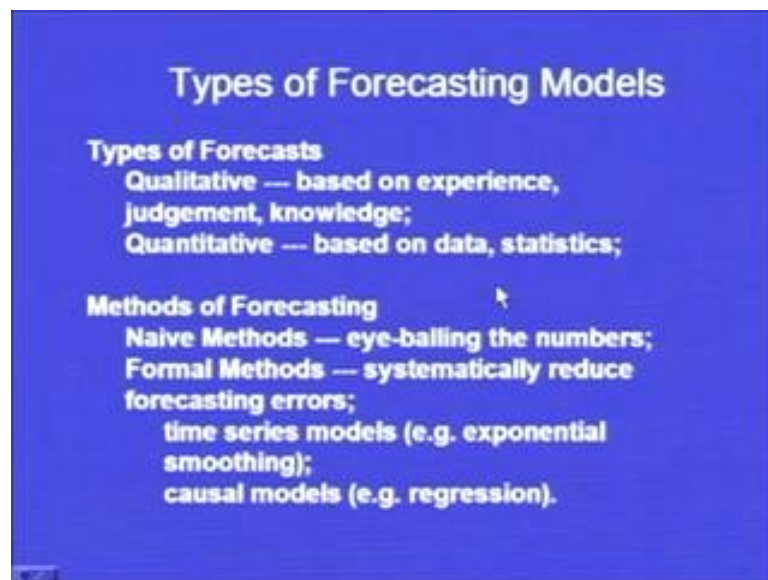 Types of Forecasting Models
Types of Forecasts
Qualitative --- based on experience,
judgement, knowledge;
Quantitative --- based on data, statistics;
Methods of Forecasting
Naive Methods --- eye-balling the numbers;
Formal Methods --- systematically reduce
forecasting errors;
time series models (e.g. exponential
smoothing);
causal models (e.g. regression).